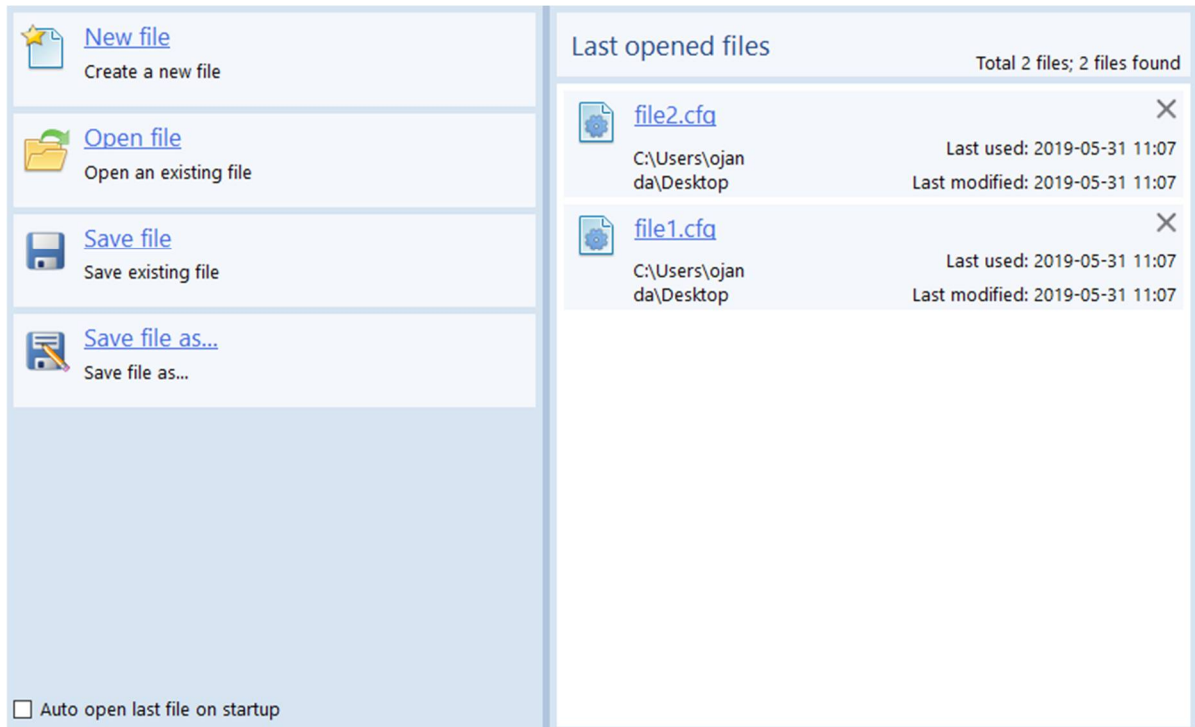 New file
Create a new file
Open file
Open an existing file
Save file
Save existing file
Save file as...
Save file as...
Auto open last file on startup
Last opened files
Total 2 files; 2 files found
file2.cfg
C:\Users\ojan
da\Desktop
Last used: 2019-05-31 11:07
Last modified: 2019-05-31 11:07
file1.cfg
C:\Users\ojan
da\Desktop
Last used: 2019-05-31 11:07
Last modified: 2019-05-31 11:07